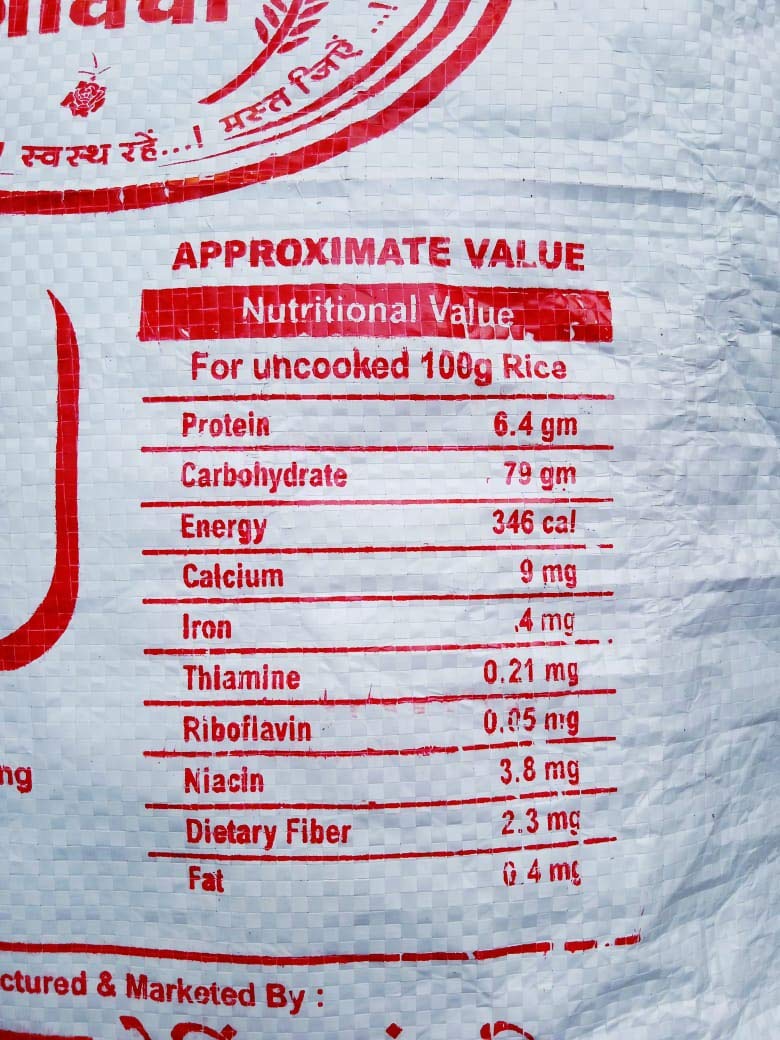 ! स्वस्थ रहें...! मस्त जिएँ ...!
APPROXIMATE VALUE
Nutritional Value
For uncooked 100g Rice
Protein 6.4 gm
Carbohydrate 79 gm
Energy 346 cal
Calcium 9 mg
Iron .4 mg
Thiamine 0.21 mg
Riboflavin 0.05 mg
Niacin 3.8 mg
Dietary Fiber 2.3 mg
Fat 0.4 mg
ng
ctured & Marketed By :